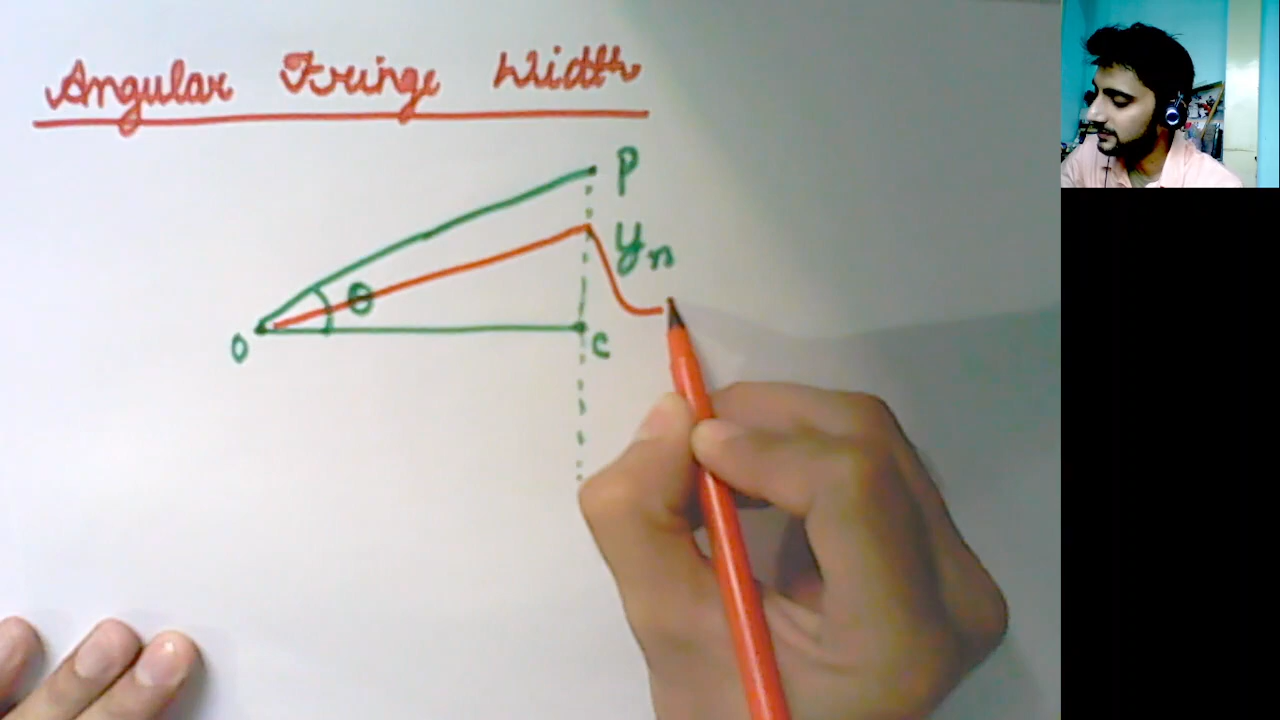 Angular Fringe Width
P
yn
θ
O
C